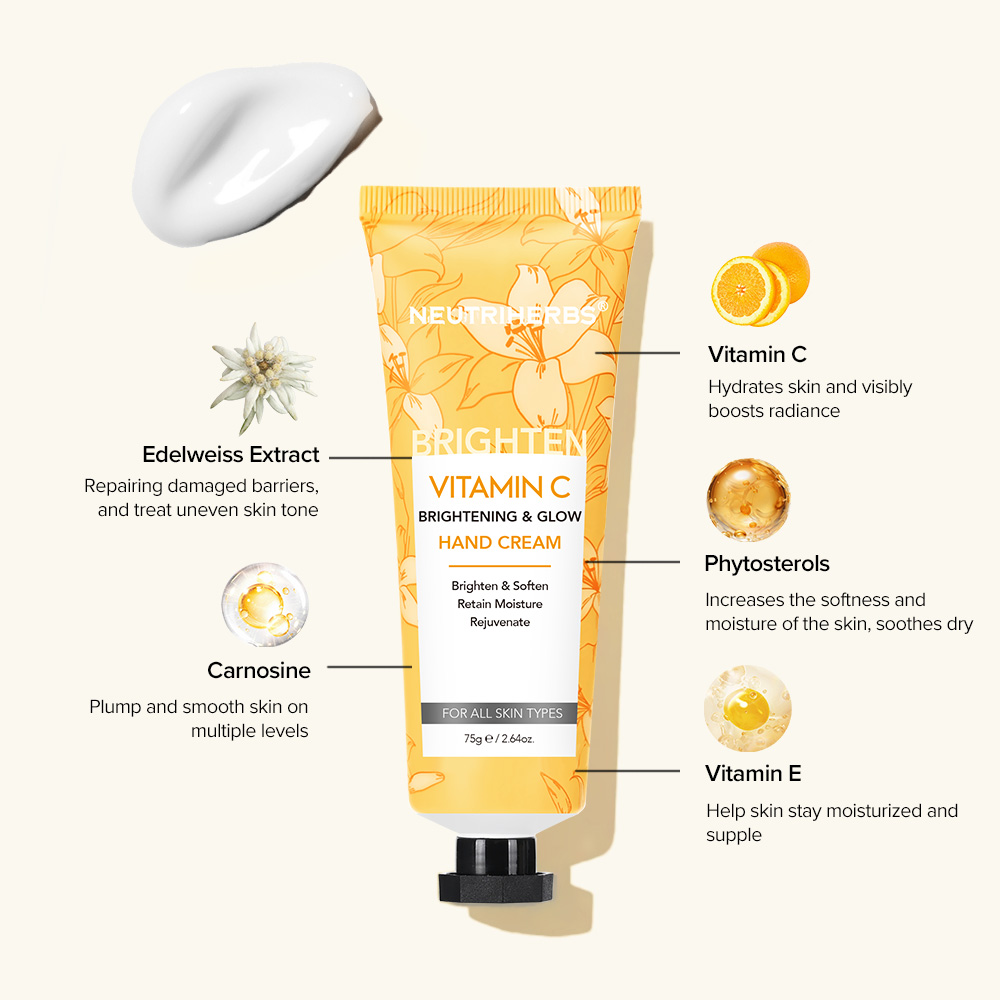 NEUTRIHERBS®
BRIGHTEN
VITAMIN C
BRIGHTENING & GLOW
HAND CREAM
Brighten & Soften
Retain Moisture
Rejuvenate
FOR ALL SKIN TYPES
75g ℮ / 2.64oz.
Edelweiss Extract
Repairing damaged barriers,
and treat uneven skin tone
Carnosine
Plump and smooth skin on
multiple levels
Vitamin C
Hydrates skin and visibly
boosts radiance
Phytosterols
Increases the softness and
moisture of the skin, soothes dry
Vitamin E
Help skin stay moisturized and
supple